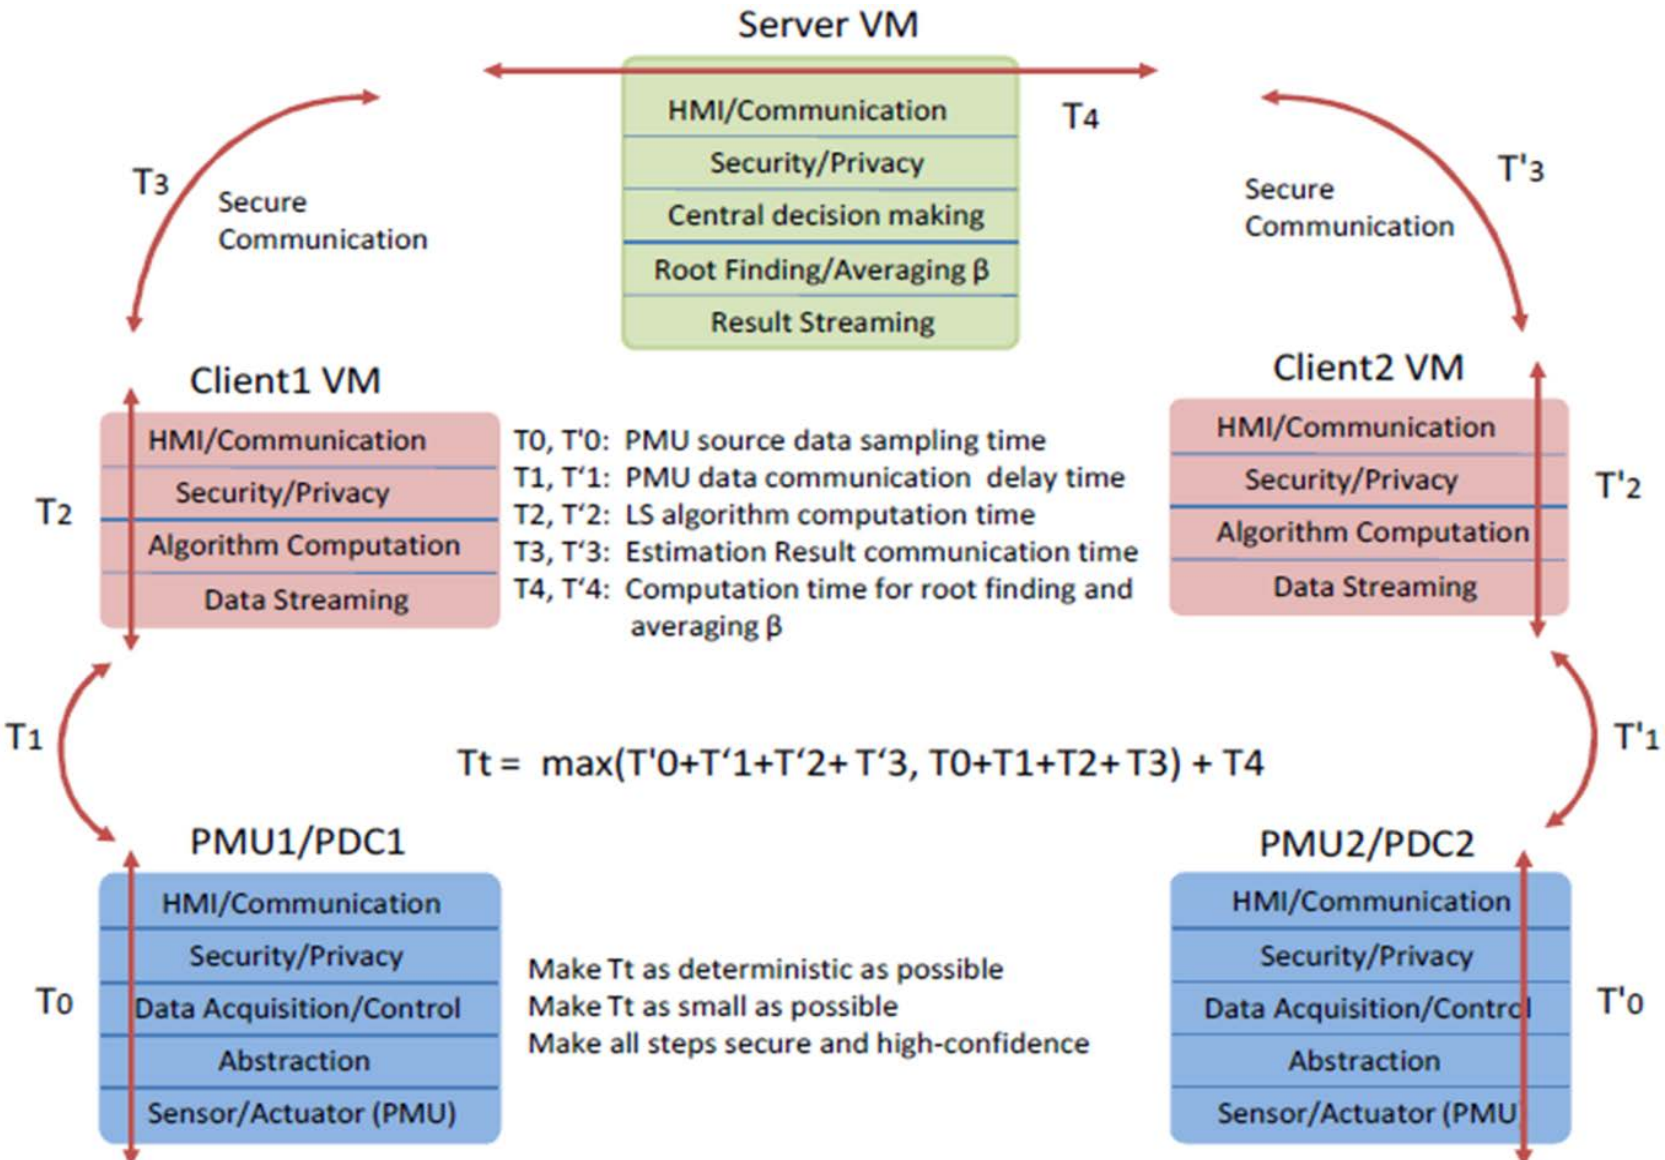 Server VM
HMI/Communication
Security/Privacy
Central decision making
Root Finding/Averaging β
Result Streaming
T4
T3
Secure
Communication
T'3
Secure
Communication
Client1 VM
HMI/Communication
Security/Privacy
Algorithm Computation
Data Streaming
T2
T0, T'0: PMU source data sampling time
T1, T‘1: PMU data communication delay time
T2, T‘2: LS algorithm computation time
T3, T‘3: Estimation Result communication time
T4, T‘4: Computation time for root finding and
averaging β
Client2 VM
HMI/Communication
Security/Privacy
Algorithm Computation
Data Streaming
T'2
T1
T'1
Tt = max(T'0+T‘1+T‘2+ T‘3, T0+T1+T2+ T3) + T4
PMU1/PDC1
HMI/Communication
Security/Privacy
Data Acquisition/Control
Abstraction
Sensor/Actuator (PMU)
T0
Make Tt as deterministic as possible
Make Tt as small as possible
Make all steps secure and high-confidence
PMU2/PDC2
HMI/Communication
Security/Privacy
Data Acquisition/Control
Abstraction
Sensor/Actuator (PMU)
T'0